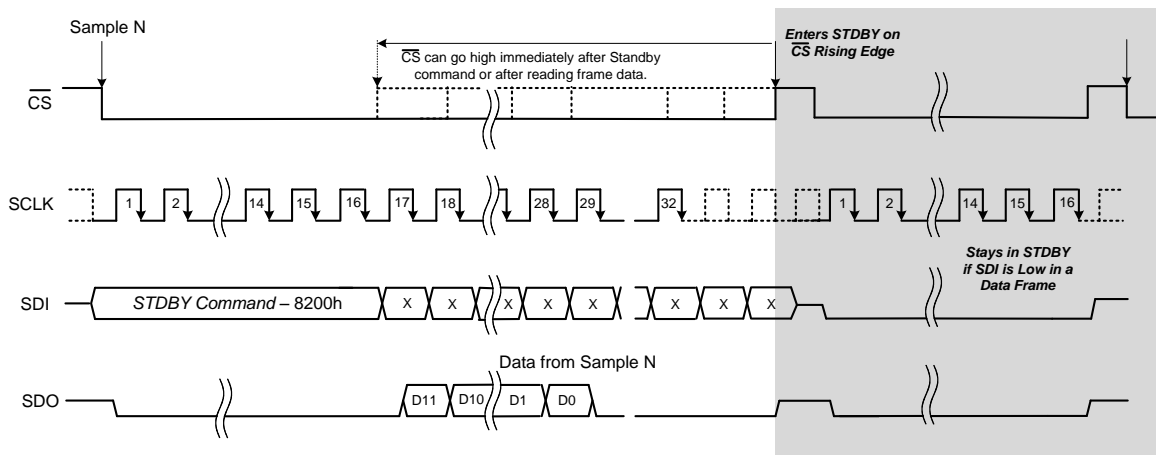 Sample N
CS can go high immediately after Standby
command or after reading frame data.
Enters STDBY on
CS Rising Edge
CS
SCLK
1 2 14 15 16 17 18 28 29 32 1 2 14 15 16
Stays in STDBY
if SDI is Low in a
Data Frame
SDI
STDBY Command – 8200h X X X X X X X X
Data from Sample N
SDO
D11 D10 D1 D0